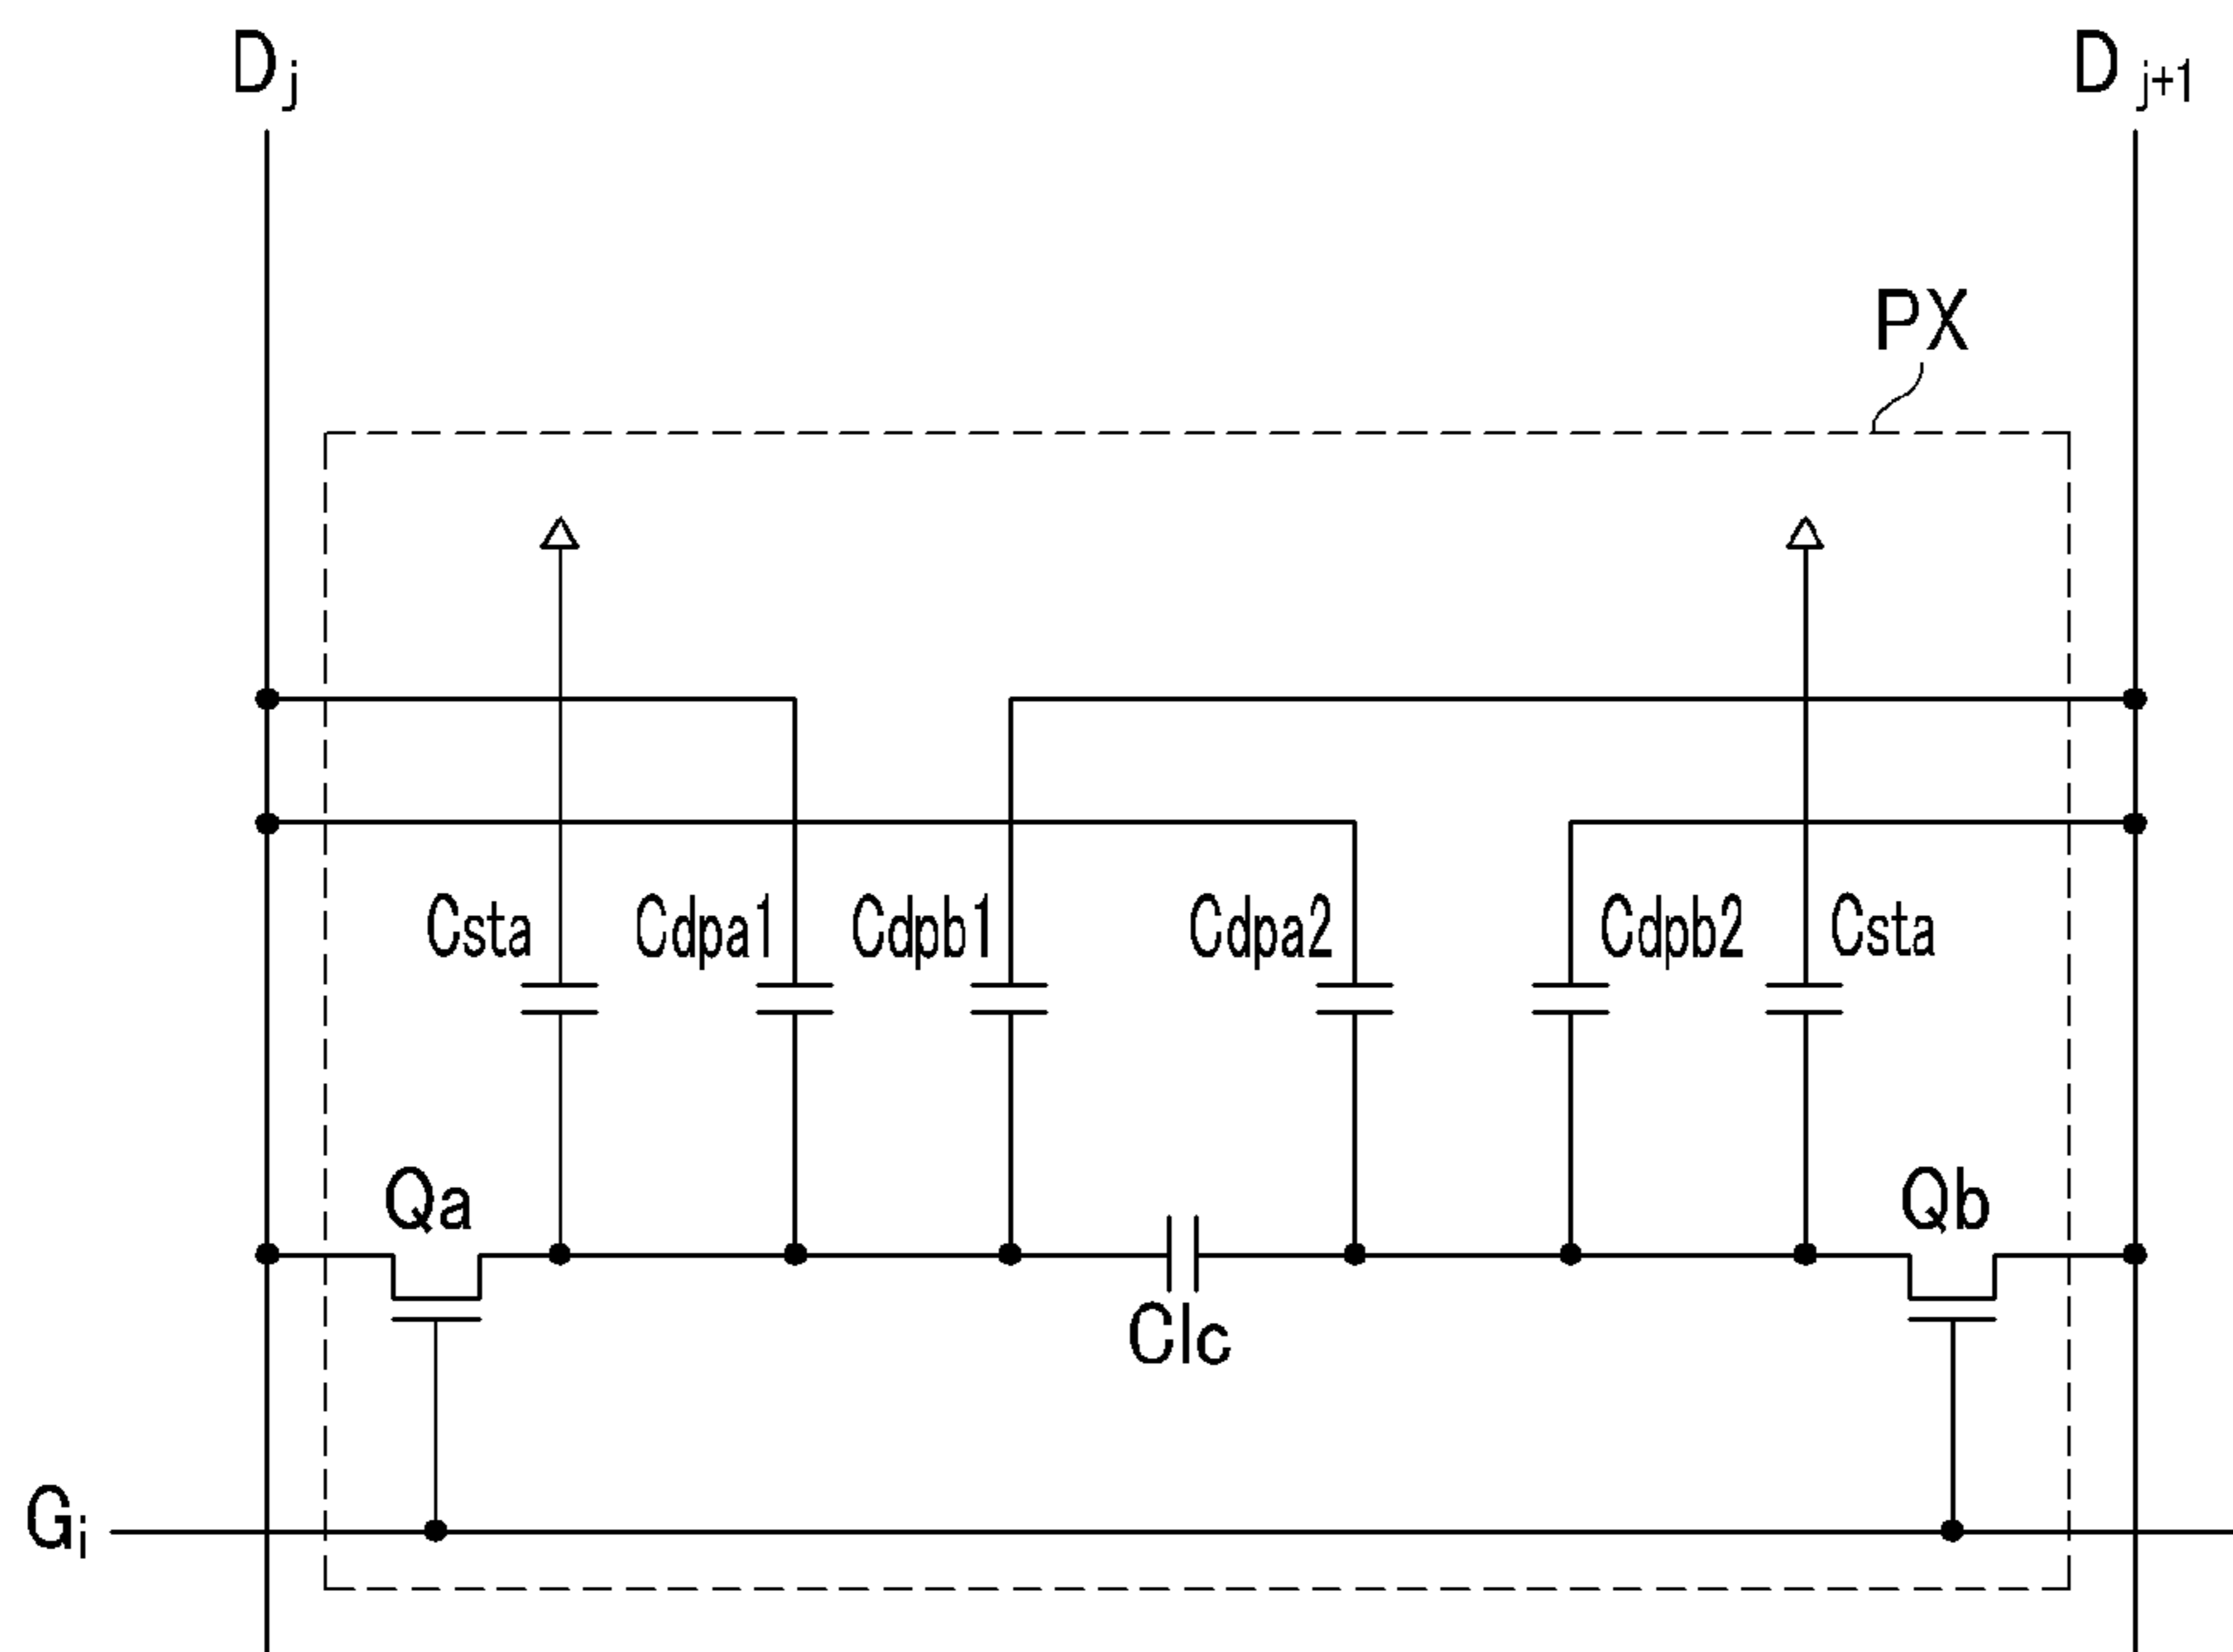 Dj Dj+1
PX
Csta Cdpa1 Cdpb1 Cdpa2 Cdpb2 Csta
Qa Qb
Clc
Gi